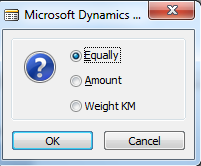 Microsoft Dynamics ...
Equally
Amount
Weight KM
OK
Cancel